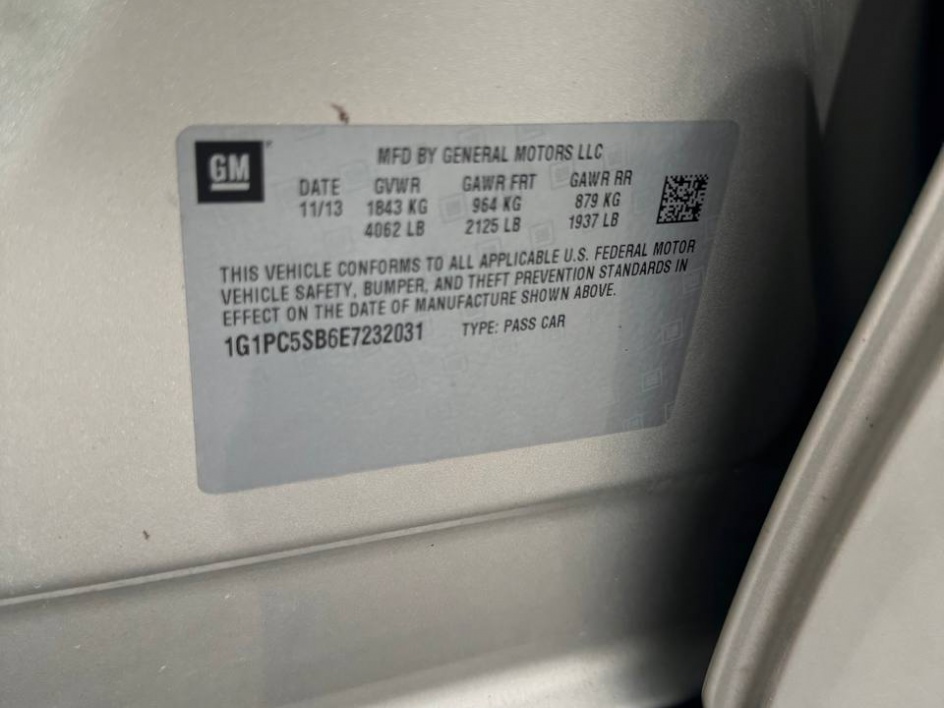 GM
MFD BY GENERAL MOTORS LLC
DATE GVWR GAWR FRT GAWR RR
11/13 1843 KG 964 KG 879 KG
4062 LB 2125 LB 1937 LB
THIS VEHICLE CONFORMS TO ALL APPLICABLE U.S. FEDERAL MOTOR
VEHICLE SAFETY, BUMPER, AND THEFT PREVENTION STANDARDS IN
EFFECT ON THE DATE OF MANUFACTURE SHOWN ABOVE.
1G1PC5SB6E7232031 TYPE: PASS CAR